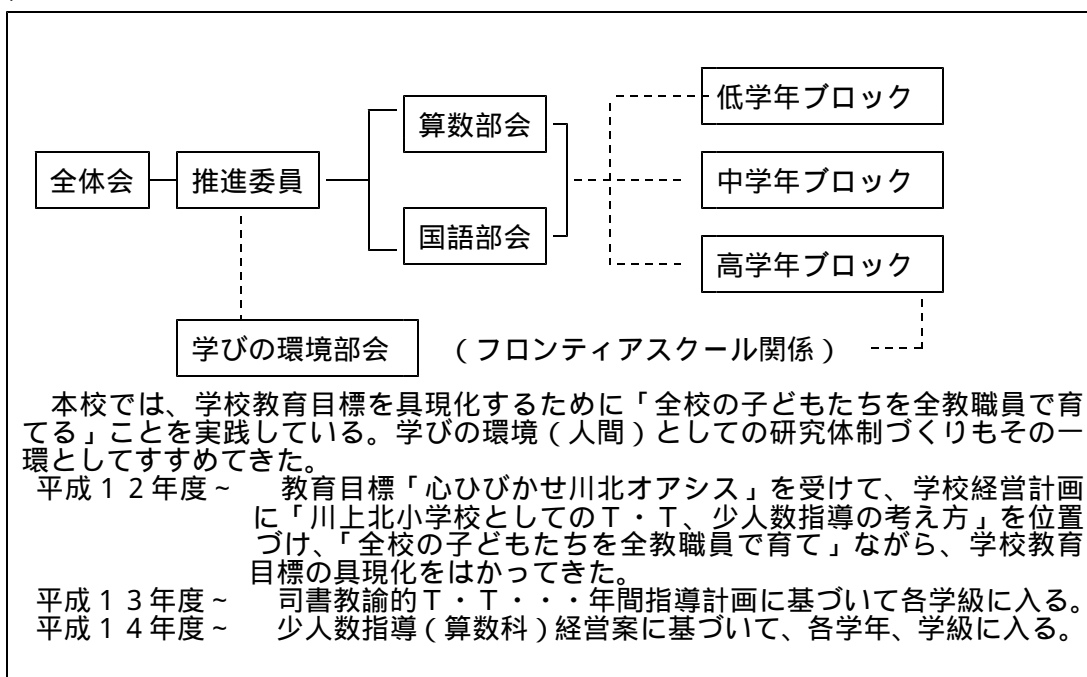 低学年ブロック
算数部会
全体会 推進委員 中学年ブロック
国語部会
高学年ブロック
学びの環境部会 (フロンティアスクール関係)
本校では、学校教育目標を具現化するために「全校の子どもたちを全教職員で育
てる」ことを実践している。学びの環境(人間)としての研究体制づくりもその一
環としてすすめてきた。
平成12年度~ 教育目標「心ひびかせ川北オアシス」を受けて、学校経営計画
に「川上北小学校としてのT・T、少人数指導の考え方」を位置
づけ、「全校の子どもたちを全教職員で育て」ながら、学校教育
目標の具現化をはかってきた。
平成13年度~ 司書教諭的T・T・・・年間指導計画に基づいて各学級に入る。
平成14年度~ 少人数指導(算数科)経営案に基づいて、各学年、学級に入る。